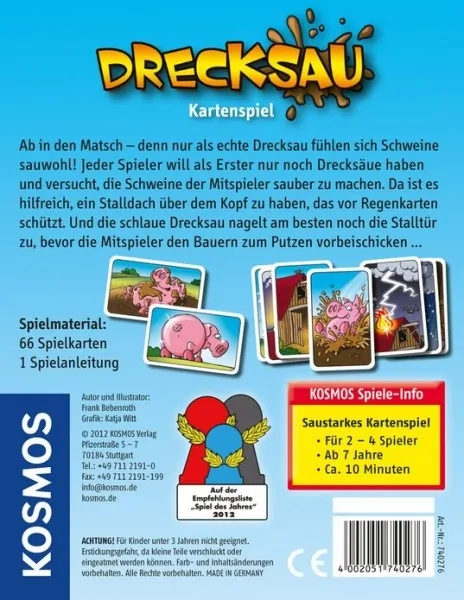 DRECKSAU
Kartenspiel
Ab in den Matsch – denn nur als echte Drecksau fühlen sich Schweine
sauwohl! Jeder Spieler will als Erster nur noch Drecksäue haben
und versucht, die Schweine der Mitspieler sauber zu machen. Da ist es
hilfreich, ein Stalldach über dem Kopf zu haben, das vor Regenkarten
schützt. Und die schlaue Drecksau nagelt am besten noch die Stalltür
zu, bevor die Mitspieler den Bauern zum Putzen vorbeischicken ...
Spielmaterial:
66 Spielkarten
1 Spielanleitung
KOSMOS
Autor und Illustrator:
Frank Bebenroth
Grafik: Katja Witt
© 2012 KOSMOS Verlag
Pfizerstraße 5 – 7
70184 Stuttgart
Tel.: +49 711 2191-0
Fax: +49 711 2191-199
info@kosmos.de
kosmos.de
Auf der
Empfehlungsliste
„Spiel des Jahres“
2012
KOSMOS Spiele-Info
Saustarkes Kartenspiel
• Für 2 – 4 Spieler
• Ab 7 Jahre
• Ca. 10 Minuten
ACHTUNG! Für Kinder unter 3 Jahren nicht geeignet.
Erstickungsgefahr, da kleine Teile verschluckt oder
eingeatmet werden können. Farb- und Inhaltsänderungen
vorbehalten. Alle Rechte vorbehalten. MADE IN GERMANY
CE
4 002051 740276
Art.-Nr.: 740276